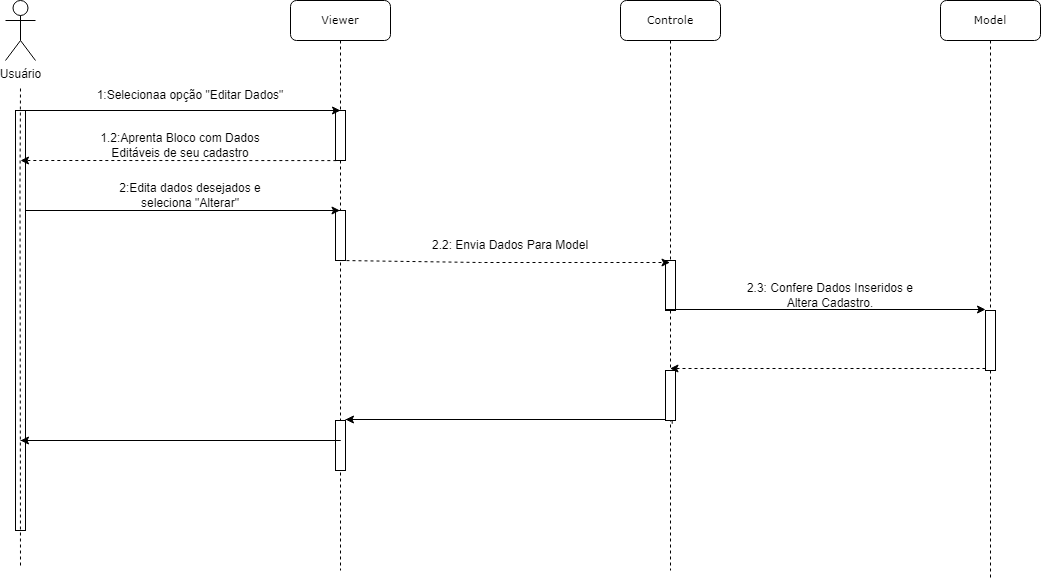 Viewer
Controle
Model
Usuário
1:Selecionaa opção "Editar Dados"
1.2:Aprenta Bloco com Dados
Editáveis de seu cadastro
2:Edita dados desejados e
seleciona "Alterar"
2.2: Envia Dados Para Model
2.3: Confere Dados Inseridos e
Altera Cadastro.